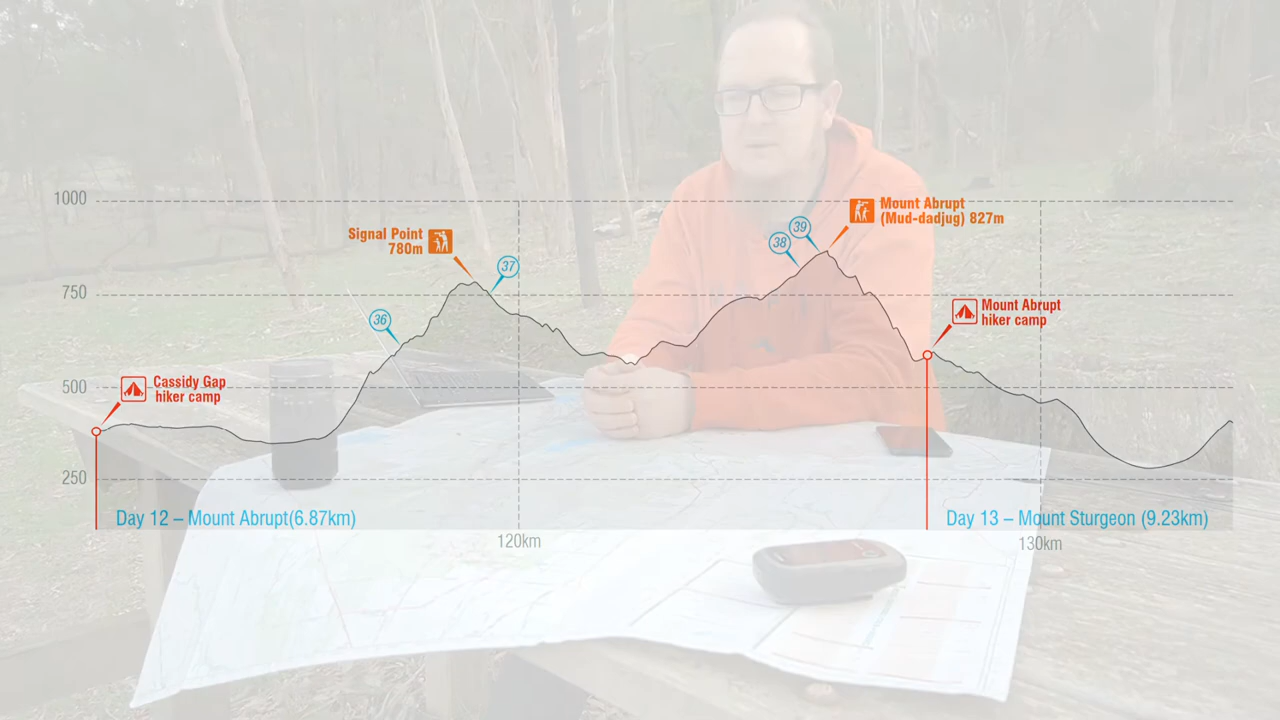 1000
Mount Abrupt
(Mud-dadjug) 827m
39
Signal Point
780m
38
37
750
Mount Abrupt
hiker camp
36
Cassidy Gap
hiker camp
500
250
Day 12 – Mount Abrupt(6.87km)
Day 13 – Mount Sturgeon (9.23km)
120km
130km